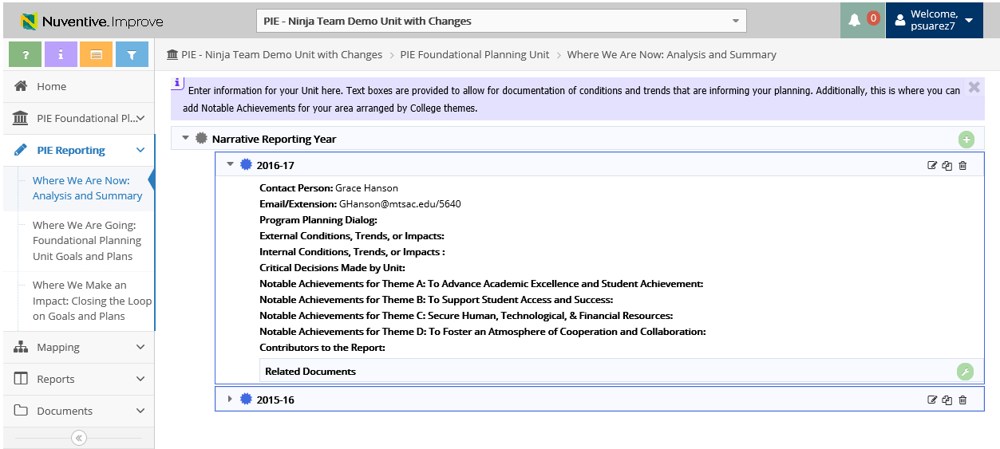 Nuventive. Improve
PIE - Ninja Team Demo Unit with Changes
0
Welcome,
psuarez7
? i
PIE - Ninja Team Demo Unit with Changes > PIE Foundational Planning Unit > Where We Are Now: Analysis and Summary
Home
PIE Foundational Pl...
PIE Reporting
Where We Are Now:
Analysis and Summary
Where We Are Going:
Foundational Planning
Unit Goals and Plans
Where We Make an
Impact: Closing the Loop
on Goals and Plans
Mapping
Reports
Documents
i
Enter information for your Unit here. Text boxes are provided to allow for documentation of conditions and trends that are informing your planning. Additionally, this is where you can
add Notable Achievements for your area arranged by College themes.
Narrative Reporting Year
2016-17
Contact Person: Grace Hanson
Email/Extension: GHanson@mtsac.edu/5640
Program Planning Dialog:
External Conditions, Trends, or Impacts:
Internal Conditions, Trends, or Impacts :
Critical Decisions Made by Unit:
Notable Achievements for Theme A: To Advance Academic Excellence and Student Achievement:
Notable Achievements for Theme B: To Support Student Access and Success:
Notable Achievements for Theme C: Secure Human, Technological, & Financial Resources:
Notable Achievements for Theme D: To Foster an Atmosphere of Cooperation and Collaboration:
Contributors to the Report:
Related Documents
2015-16